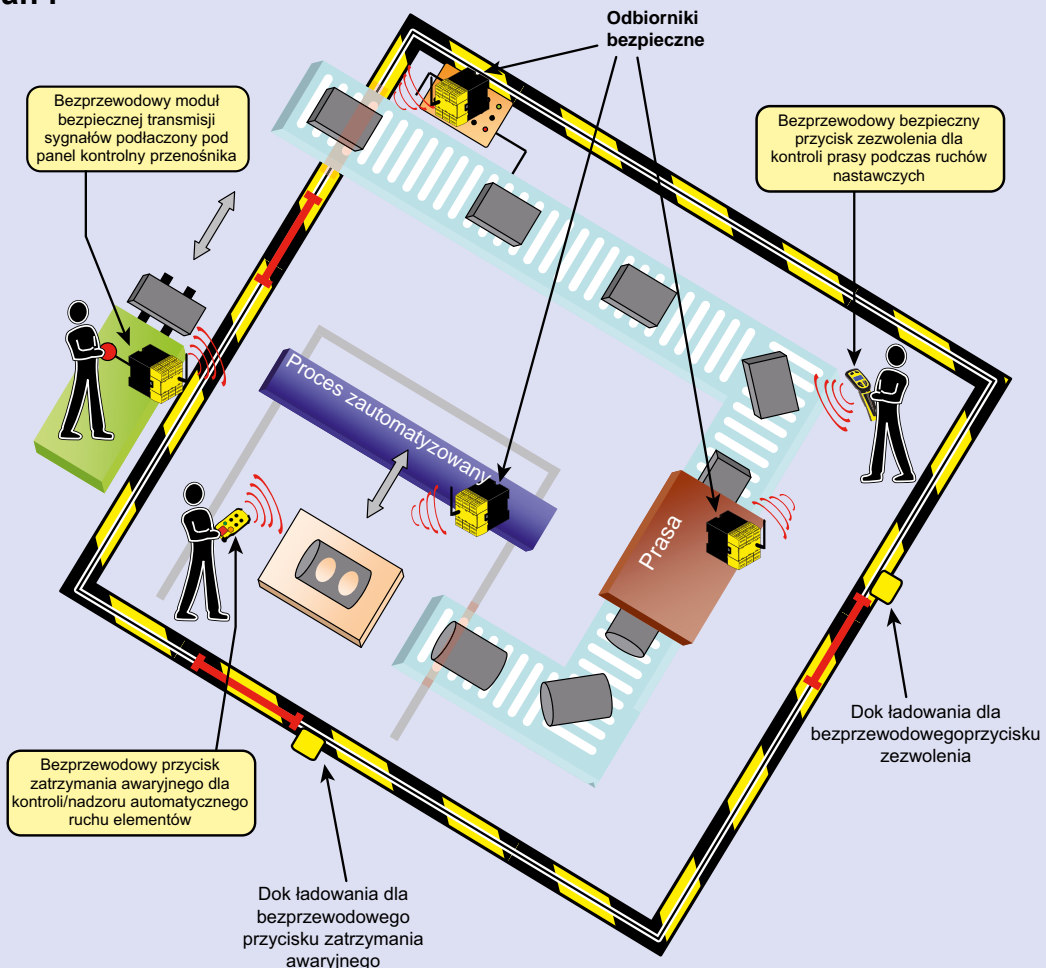 Odbiorniki
bezpieczne
Bezprzewodowy moduł
bezpiecznej transmisji
sygnałów podłaczony pod
panel kontrolny przenośnika
Bezprzewodowy bezpieczny
przycisk zezwolenia dla
kontroli prasy podczas ruchów
nastawczych
Proces zautomatyzowany
Prasa
Dok ładowania dla
bezprzewodowegoprzycisku
zezwolenia
Bezprzewodowy przycisk
zatrzymania awaryjnego dla
kontroli/nadzoru automatycznego
ruchu elementów
Dok ładowania dla
bezprzewodowego
przycisku zatrzymania
awaryjnego